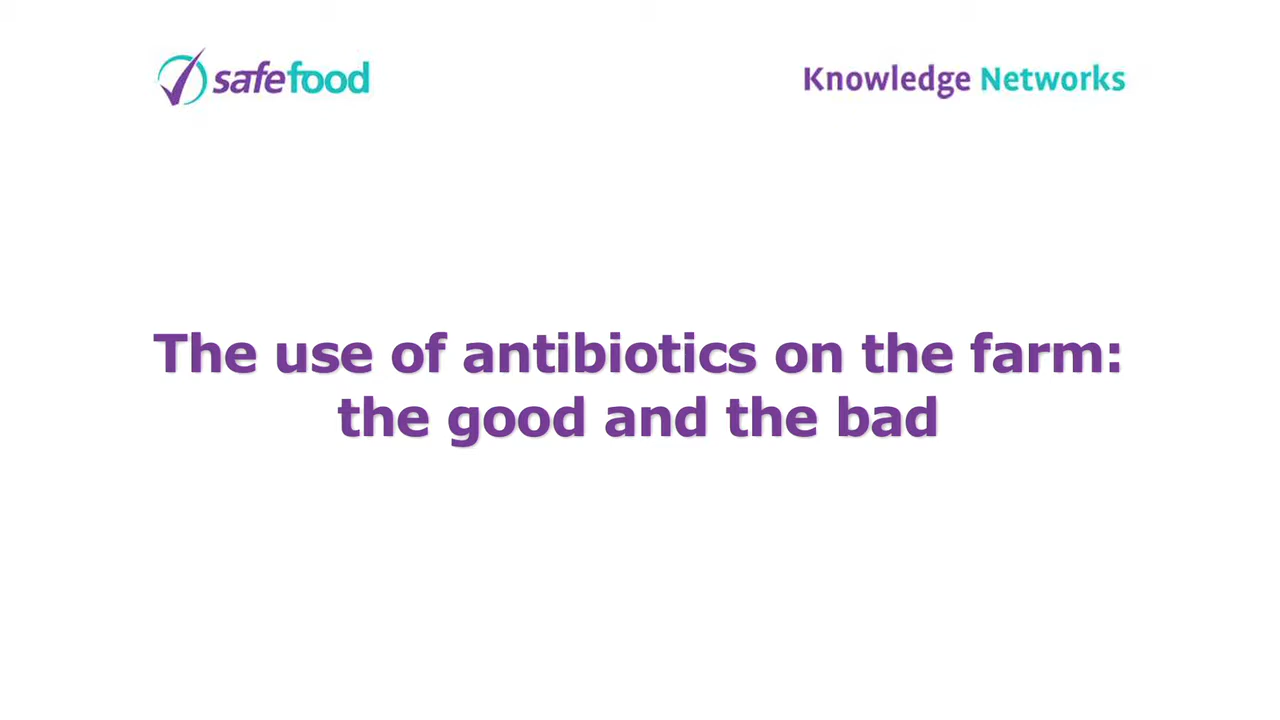 safefood
Knowledge Networks
The use of antibiotics on the farm:
the good and the bad